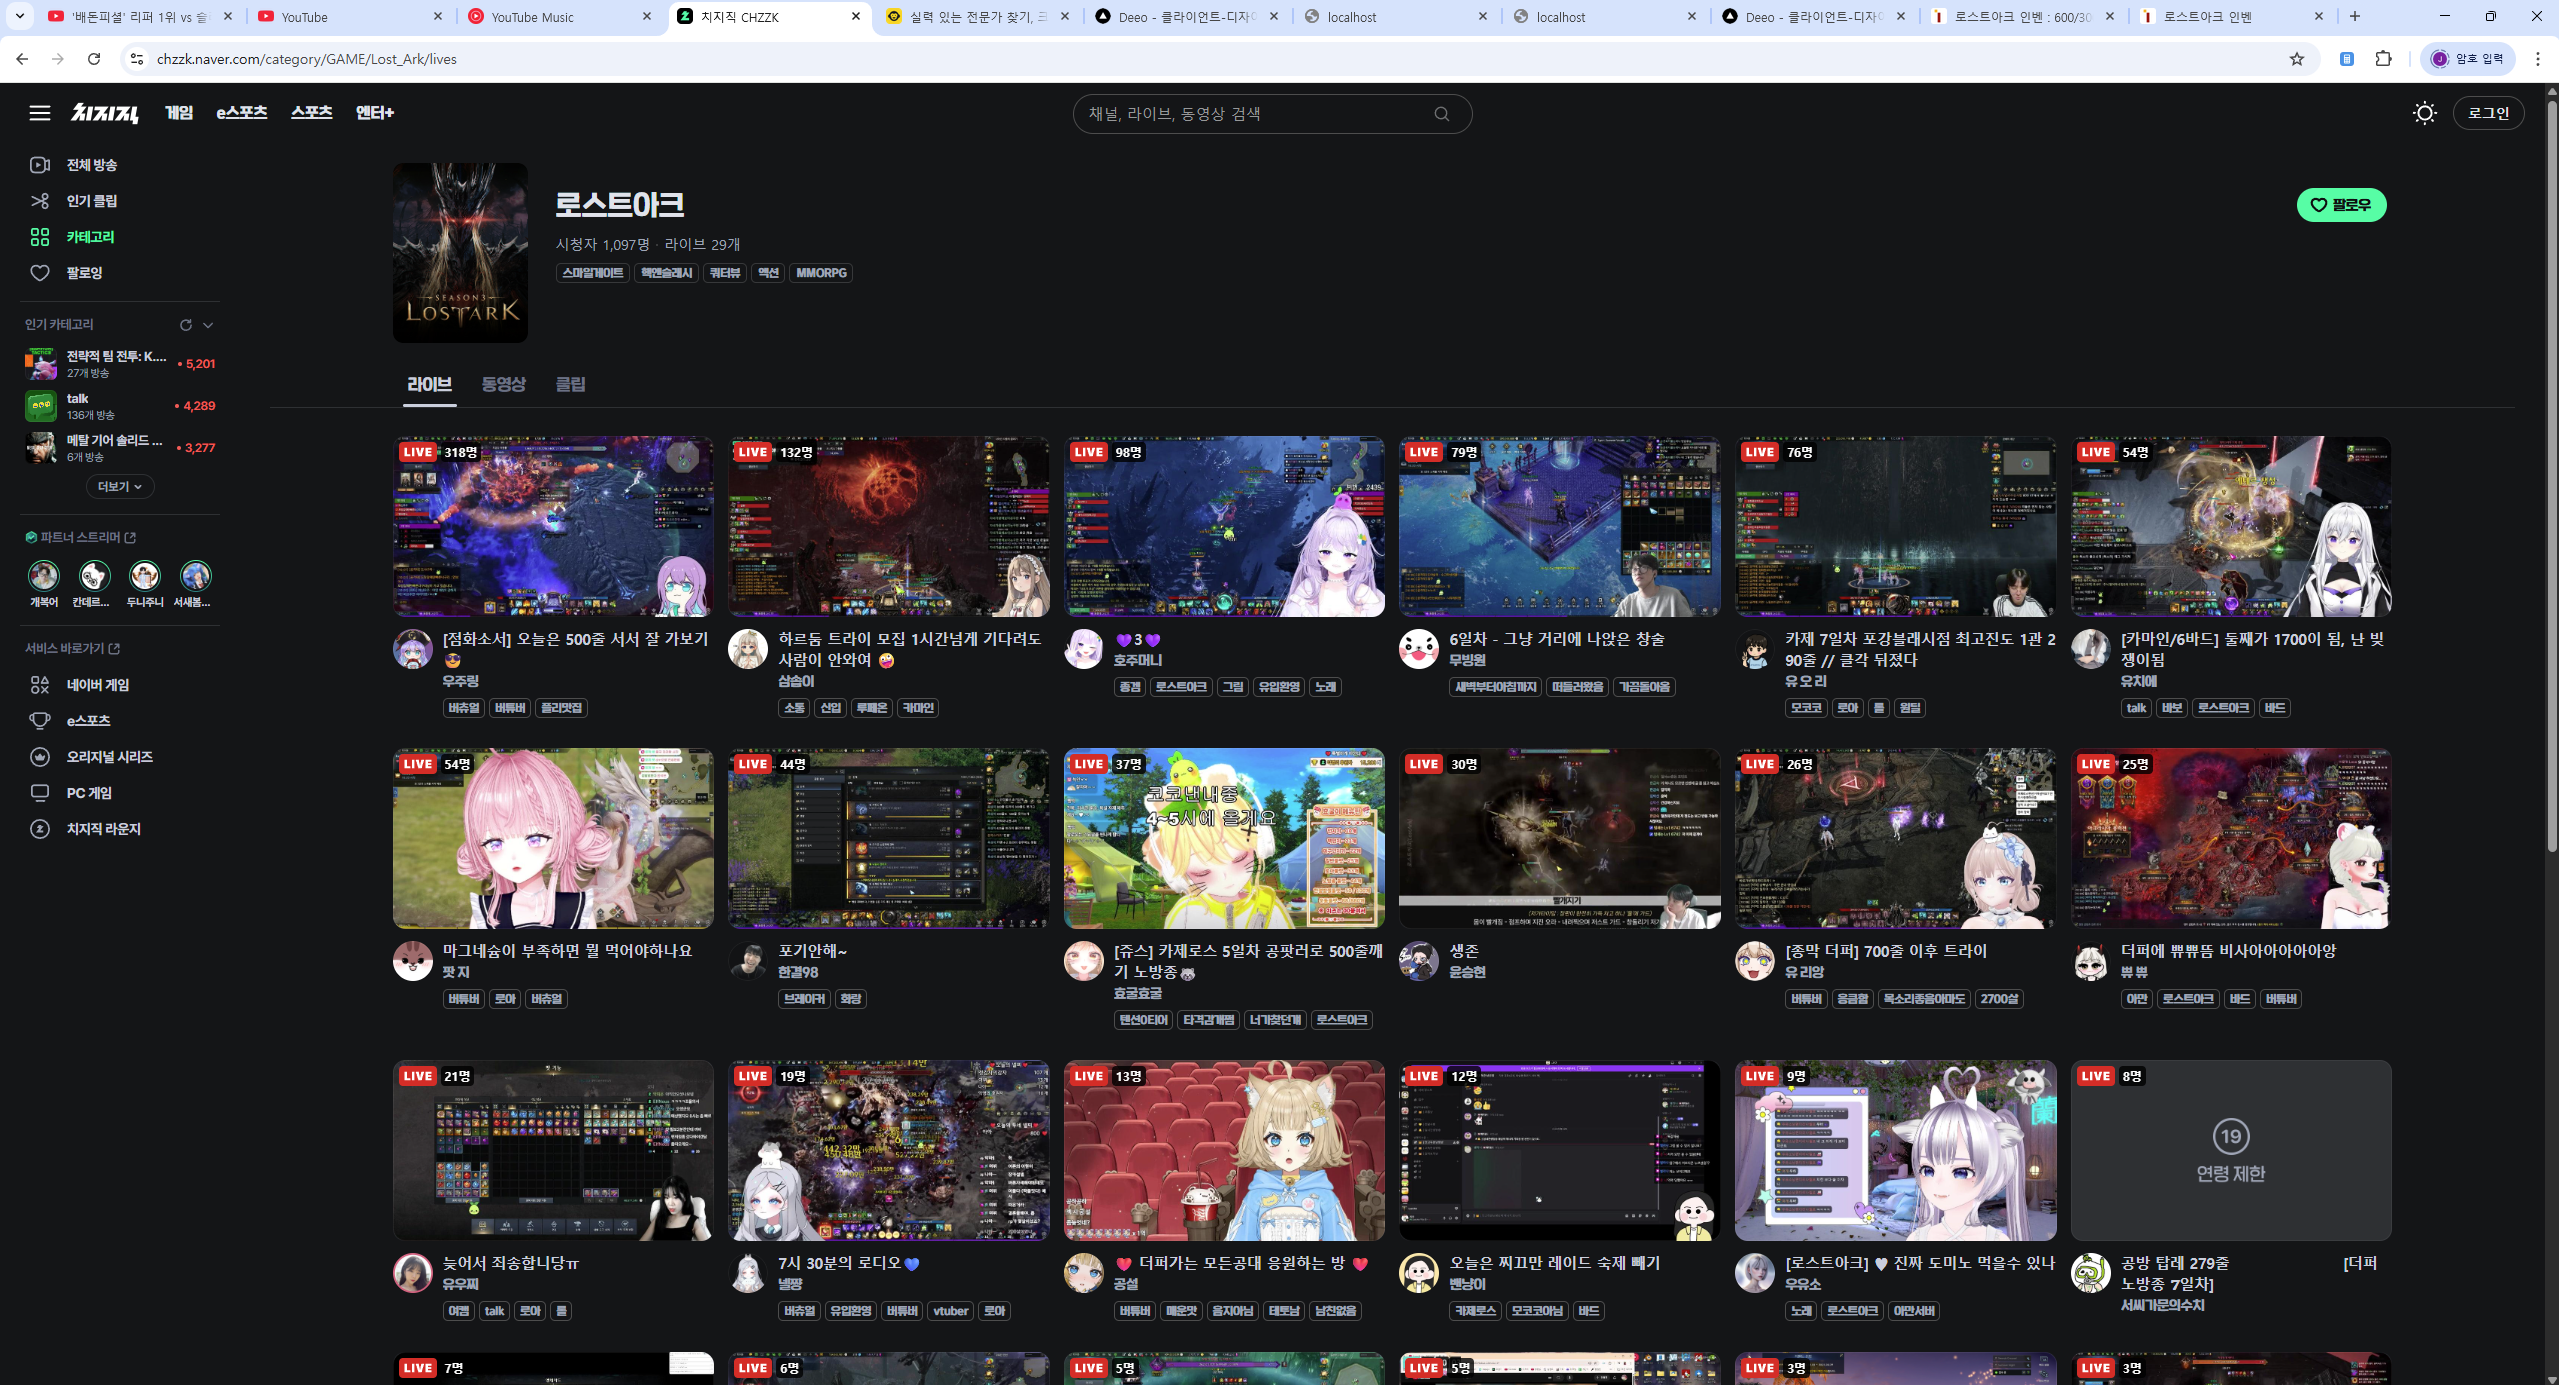 '배돈피셜' 리퍼 1위 vs 슬
YouTube
YouTube Music
치지직 CHZZK
실력 있는 전문가 찾기, 크
Deeo - 클라이언트-디자이
localhost
localhost
Deeo - 클라이언트-디자이
로스트아크 인벤 : 600/30
로스트아크 인벤
chzzk.naver.com/category/GAME/Lost_Ark/lives
암호 입력
치지직
게임
e스포츠
스포츠
엔터+
채널, 라이브, 동영상 검색
로그인
전체 방송
인기 클립
카테고리
팔로잉
인기 카테고리
전략적 팀 전투: K....
27개 방송
5,201
talk
136개 방송
4,289
메탈 기어 솔리드 ...
6개 방송
3,277
더보기
파트너 스트리머
개복어
칸데르...
두니주니
서새봄...
서비스 바로가기
네이버 게임
e스포츠
오리지널 시리즈
PC 게임
치지직 라운지
SEASON3
LOSTARK
로스트아크
시청자 1,097명 · 라이브 29개
스마일게이트 핵앤슬래시 쿼터뷰 액션 MMORPG
팔로우
라이브
동영상
클립
LIVE 318명
[점화소서] 오늘은 500줄 서서 잘 가보기
우주링
버츄얼 버튜버 플리맛집
LIVE 132명
하르둠 트라이 모집 1시간넘게 기다려도
사람이 안와여
삼솜이
소통 신입 루페온 카마인
LIVE 98명
💜3💜
호주머니
종겜 로스트아크 그림 유입환영 노래
LIVE 79명
6일차 - 그냥 거리에 나앉은 창술
무빙원
새벽부터아침까지 떠들러왔음 가끔돌아옴
LIVE 76명
카제 7일차 포강블래시점 최고진도 1관 2
90줄 // 클각 뒤졌다
유오리
모코코 로아 롤 원딜
LIVE 54명
[카마인/6바드] 둘째가 1700이 됨, 난 빚
쟁이됨
유치에
talk 바보 로스트아크 바드
LIVE 54명
마그네슘이 부족하면 뭘 먹어야하나요
팟 지
버튜버 로아 버츄얼
LIVE 44명
포기안해~
한결98
브레이커 화랑
LIVE 37명
코코낸내중
4~5시에 올게요
[쥬스] 카제로스 5일차 공팟러로 500줄깨
기 노방종
효굴효굴
텐션0티어 타격감개쩜 너가찾던개 로스트아크
LIVE 30명
빨개지기
생존
윤승현
LIVE 26명
[종막 더퍼] 700줄 이후 트라이
유 리앙
버튜버 응큼함 목소리좋음아마도 2700살
LIVE 25명
더퍼에 쀼쀼뜸 비사아아아아아앙
쀼 쀼
아만 로스트아크 바드 버튜버
LIVE 21명
늦어서 죄송합니당ㅠ
유우찌
여캠 talk 로아 롤
LIVE 19명
7시 30분의 로디오💙
넬쨩
버츄얼 유입환영 버튜버 vtuber 로아
LIVE 13명
더퍼가는 모든공대 응원하는 방
공설
버튜버 매운맛 음지아님 테토남 남친없음
LIVE 12명
오늘은 찌끄만 레이드 숙제 빼기
밴냥이
카제로스 모코코아님 바드
LIVE 9명
[로스트아크] ♥ 진짜 도미노 먹을수 있나
우유소
노래 로스트아크 아만서버
LIVE 8명
19
연령 제한
공방 탑레 279줄 [더퍼
노방종 7일차]
서씨가문의수치
LIVE 7명
LIVE 6명
LIVE 5명
LIVE 5명
LIVE 3명
LIVE 3명